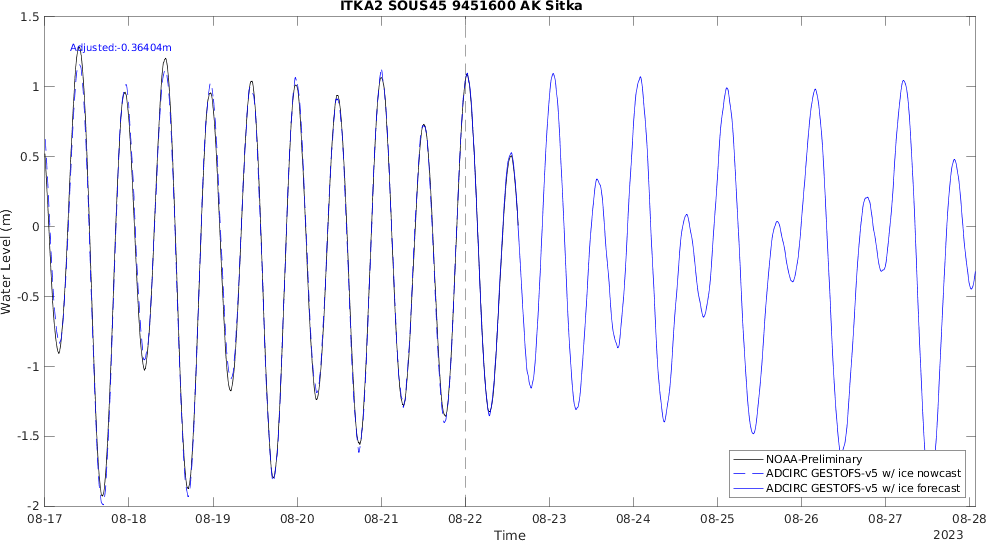 ITKA2 SOUS45 9451600 AK Sitka
Adjusted:-0.36404m
1.5
1
0.5
0
-0.5
-1
-1.5
-2
Water Level (m)
NOAA-Preliminary
ADCIRC GESTOFS-v5 w/ ice nowcast
ADCIRC GESTOFS-v5 w/ ice forecast
08-17 08-18 08-19 08-20 08-21 08-22 08-23 08-24 08-25 08-26 08-27 08-28
Time
2023